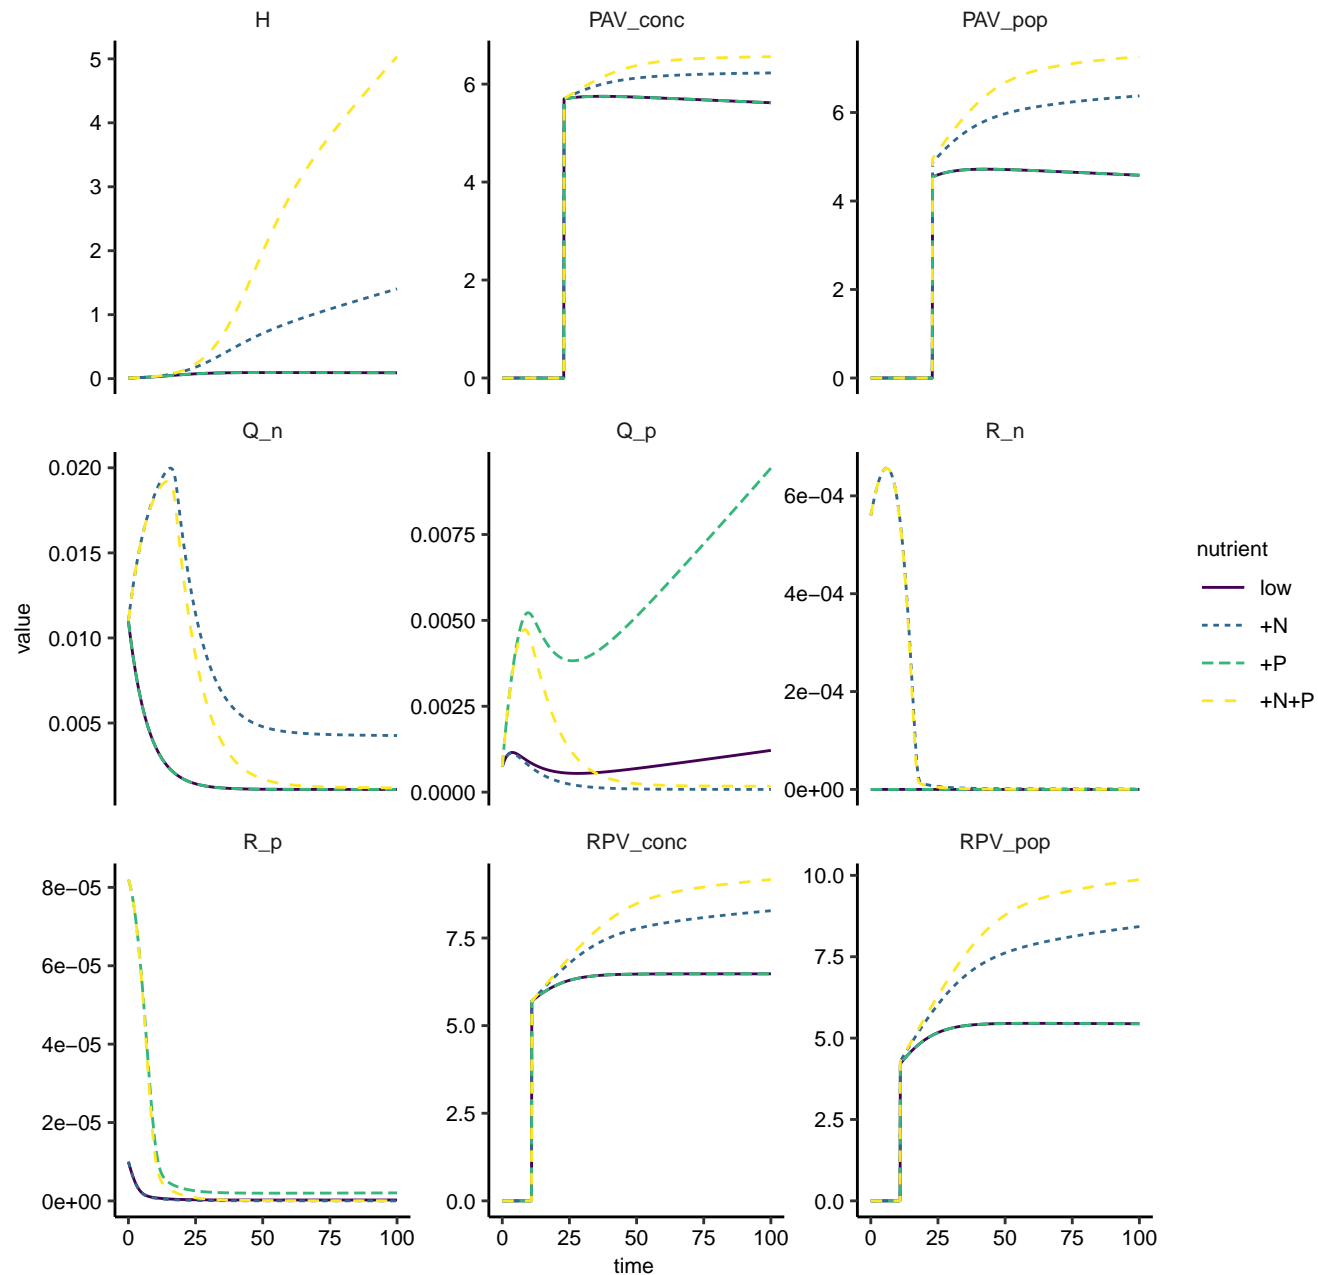 H PAV_conc PAV_pop
5
4
3
2
1
0
6
4
2
0
6
4
2
0
Q_n Q_p R_n
0.020
0.015
0.010
0.005
0.0075
0.0050
0.0025
0.0000
6e−04
4e−04
2e−04
0e+00
value
R_p RPV_conc RPV_pop
8e−05
6e−05
4e−05
2e−05
0e+00
7.5
5.0
2.5
0.0
10.0
7.5
5.0
2.5
0.0
0 25 50 75 100 0 25 50 75 100 0 25 50 75 100
time
nutrient
low
+N
+P
+N+P